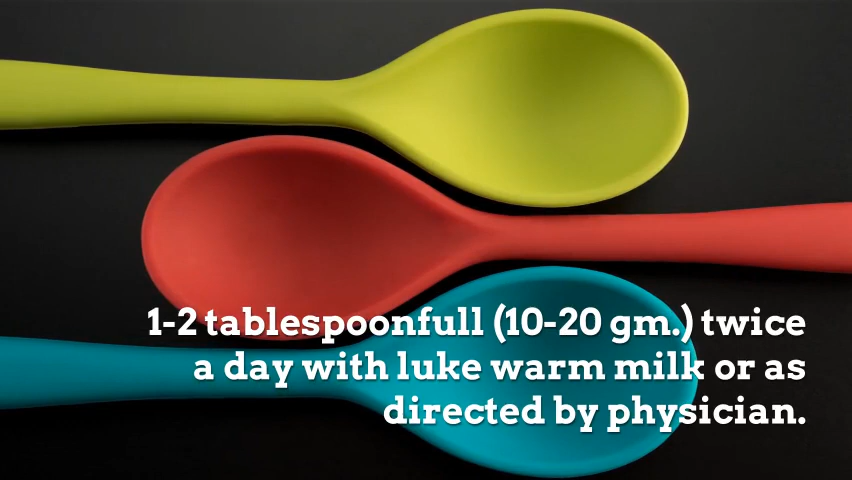 1-2 tablespoonfull (10-20 gm.) twice
a day with luke warm milk or as
directed by physician.